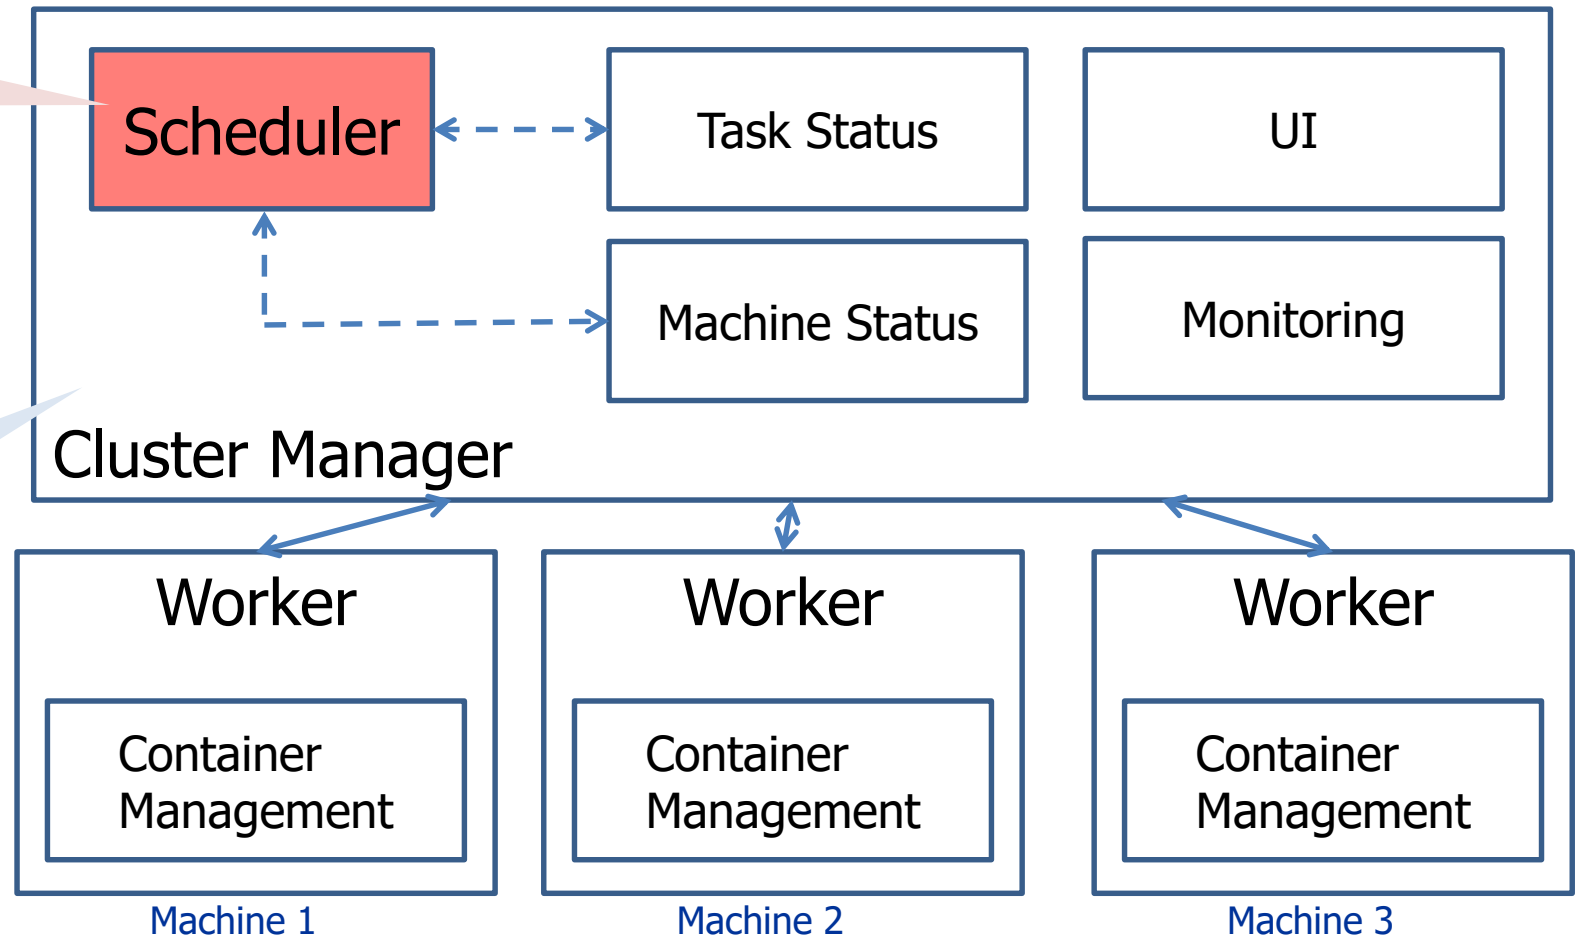 Scheduler
Task Status
UI
Machine Status
Monitoring
Cluster Manager
Worker
Worker
Worker
Container
Management
Container
Management
Container
Management
Machine 1
Machine 2
Machine 3